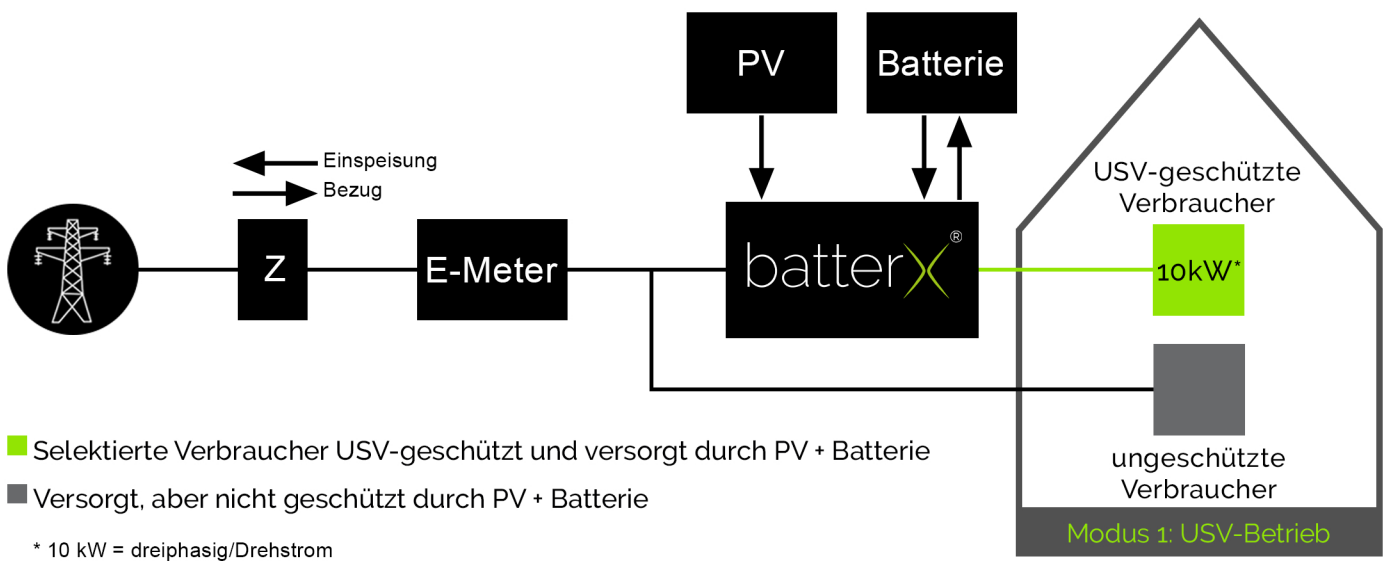 PV
Batterie
Einspeisung
Bezug
USV-geschützte
Verbraucher
Z
E-Meter
batterX®
10kW*
Selektierte Verbraucher USV-geschützt und versorgt durch PV + Batterie
ungeschützte
Verbraucher
Versorgt, aber nicht geschützt durch PV + Batterie
Modus 1: USV-Betrieb
* 10 kW = dreiphasig/Drehstrom